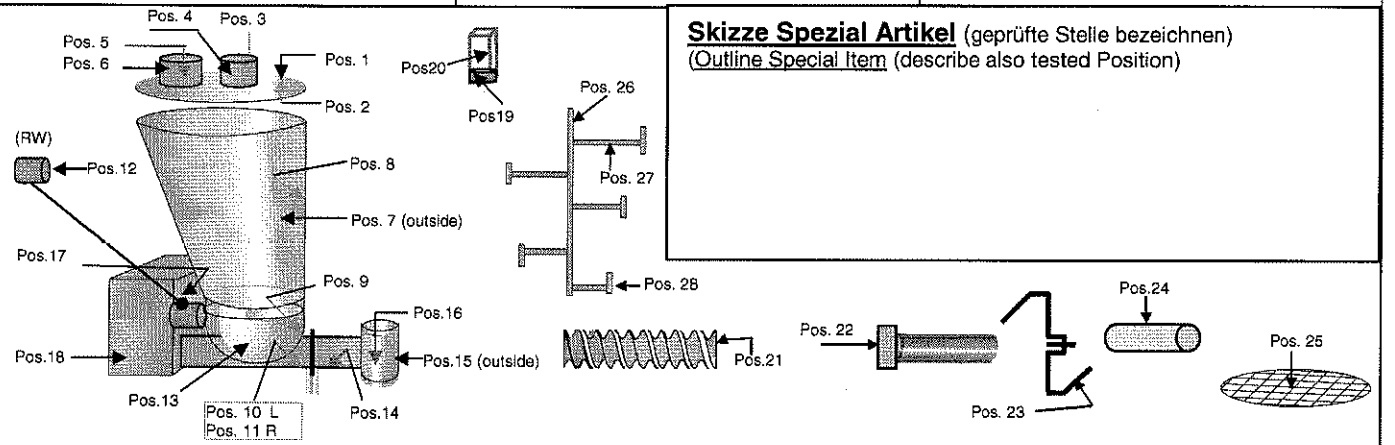 Pos. 4
Pos. 3
Pos. 5
Pos. 6
Pos. 1
Pos. 2
Pos20
Pos19
Skizze Spezial Artikel (geprüfte Stelle bezeichnen)
(Outline Special Item (describe also tested Position)
Pos. 26
(RW)
Pos.12
Pos. 8
Pos. 27
Pos. 7 (outside)
Pos.17
Pos. 9
Pos. 28
Pos.16
Pos.24
Pos. 22
Pos. 25
Pos.18
Pos.15 (outside)
Pos.21
Pos.13
Pos. 10 L
Pos. 11 R
Pos.14
Pos. 23